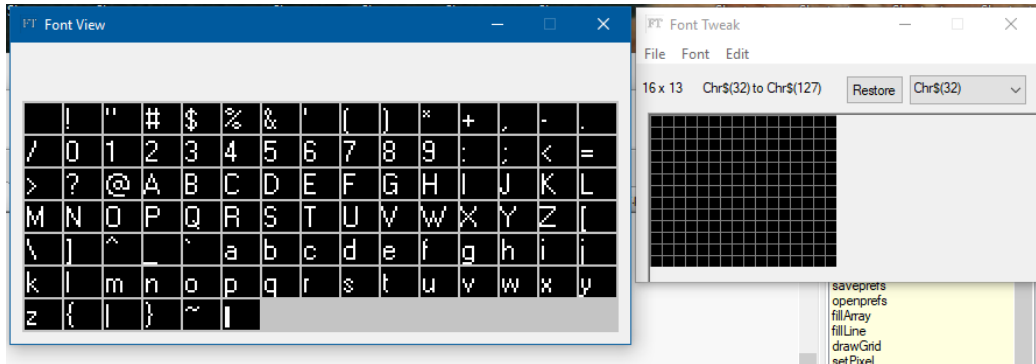 FT Font View
! " # $ % & ' ( ) * + , - .
/ 0 1 2 3 4 5 6 7 8 9 : ; < =
> ? @ A B C D E F G H I J K L
M N O P Q R S T U V W X Y Z [
\ ] ^ _ ` a b c d e f g h i j
k l m n o p q r s t u v w x y
z { | } ~
FT Font Tweak
File Font Edit
16 x 13 Chr$(32) to Chr$(127) Restore Chr$(32)
saveprefs
openprefs
fillArray
fillLine
drawGrid
setPixel